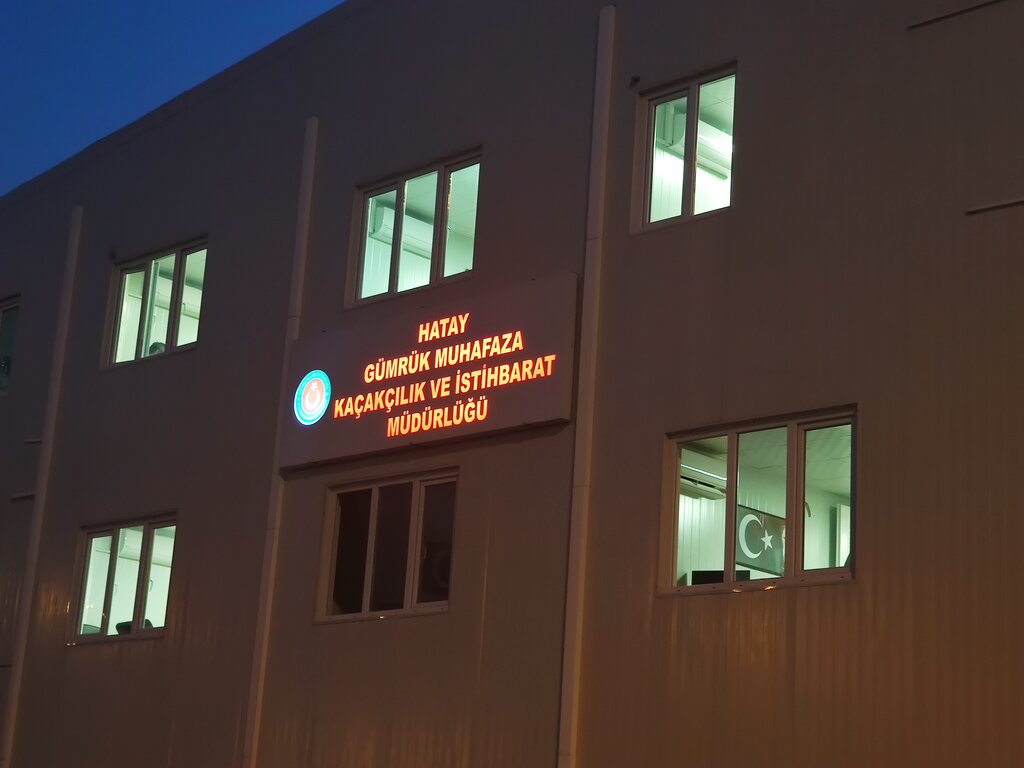 HATAY
GÜMRÜK MUHAFAZA
KAÇAKÇILIK VE İSTİHBARAT
MÜDÜRLÜĞÜ